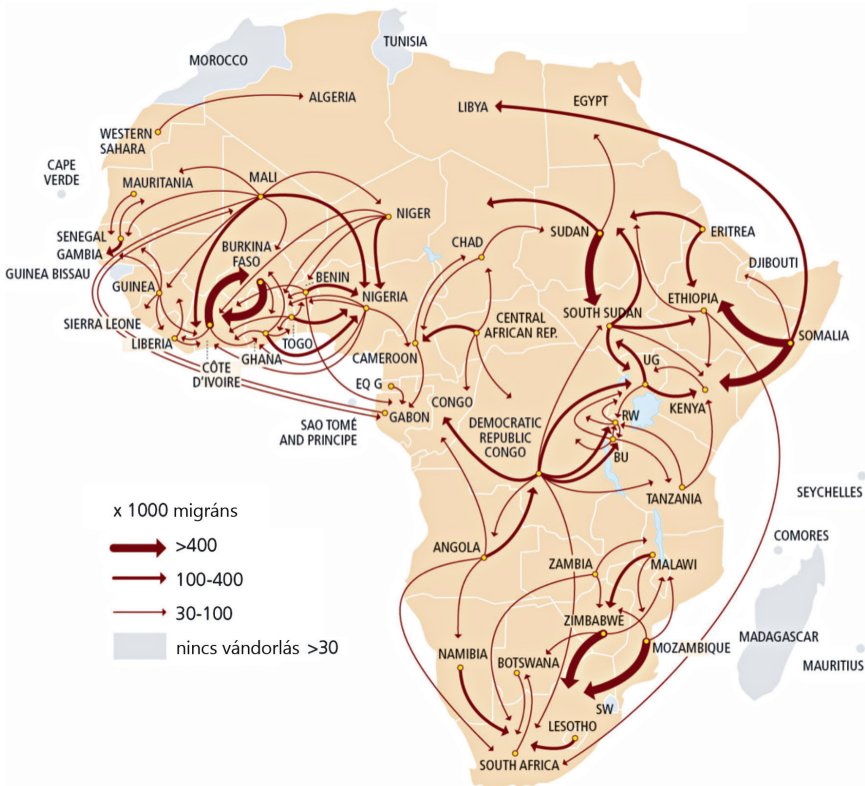 TUNISIA
MOROCCO
ALGERIA
LIBYA
EGYPT
WESTERN
SAHARA
CAPE
VERDE
MAURITANIA
MALI
NIGER
CHAD
SUDAN
ERITREA
SENEGAL
GAMBIA
GUINEA BISSAU
BURKINA
FASO
DJIBOUTI
GUINEA
BENIN
NIGERIA
ETHIOPIA
SIERRA LEONE
LIBERIA
CÔTE
D'IVOIRE
GHANA
TOGO
CAMEROON
CENTRAL
AFRICAN REP.
SOUTH SUDAN
SOMALIA
UG
KENYA
EQ G
GABON
CONGO
SAO TOMÉ
AND PRINCIPE
DEMOCRATIC
REPUBLIC
CONGO
RW
BU
TANZANIA
SEYCHELLES
COMORES
ANGOLA
ZAMBIA
MALAWI
ZIMBABWE
MOZAMBIQUE
MADAGASCAR
MAURITIUS
NAMIBIA
BOTSWANA
SW
LESOTHO
SOUTH AFRICA
x 1000 migráns
>400
100-400
30-100
nincs vándorlás >30